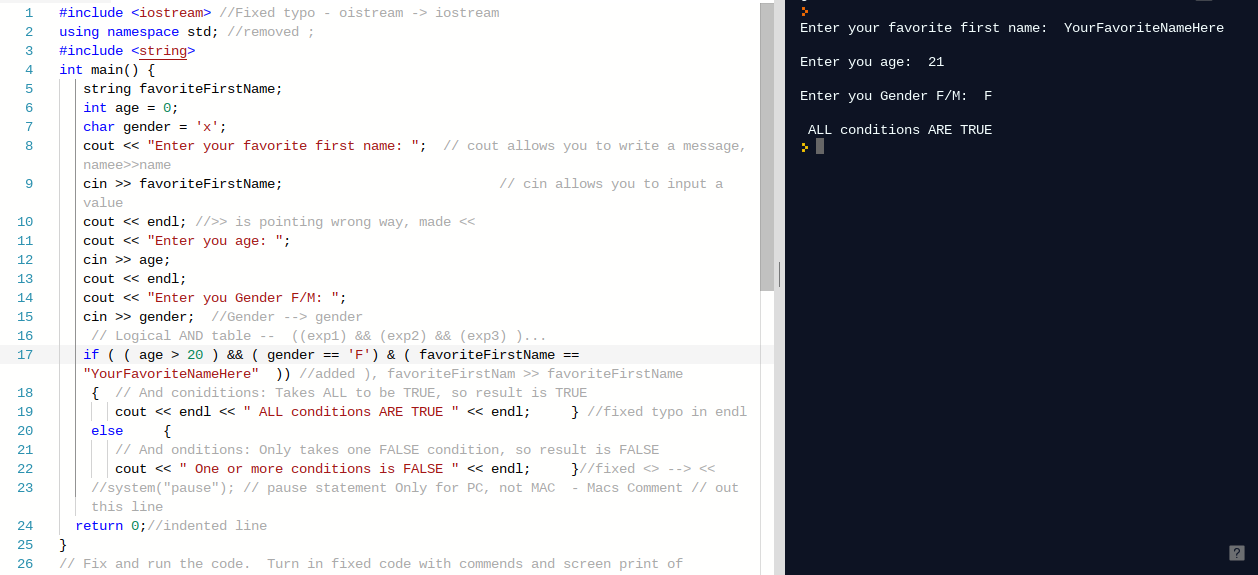 1 #include <iostream> //Fixed typo - oistream -> iostream
2 using namespace std; //removed ;
3 #include <string>
4 int main() {
5 string favoriteFirstName;
6 int age = 0;
7 char gender = 'x';
8 cout << "Enter your favorite first name: ";  // cout allows you to write a message,
namee>>name
9 cin >> favoriteFirstName; // cin allows you to input a
value
10 cout << endl; //>> is pointing wrong way, made <<
11 cout << "Enter you age: ";
12 cin >> age;
13 cout << endl;
14 cout << "Enter you Gender F/M: ";
15 cin >> gender;  //Gender --> gender
16 // Logical AND table --  ((exp1) && (exp2) && (exp3) )...
17 if ( ( age > 20 ) && ( gender == 'F') & ( favoriteFirstName ==
"YourFavoriteNameHere"  )) //added ), favoriteFirstNam >> favoriteFirstName
18 {  // And coniditions: Takes ALL to be TRUE, so result is TRUE
19 cout << endl << " ALL conditions ARE TRUE " << endl;     } //fixed typo in endl
20 else     {
21 // And onditions: Only takes one FALSE condition, so result is FALSE
22 cout << " One or more conditions is FALSE " << endl;     }//fixed <> --> <<
23 //system("pause"); // pause statement Only for PC, not MAC  - Macs Comment // out
this line
24 return 0;//indented line
25 }
26 // Fix and run the code.  Turn in fixed code with commends and screen print of
Enter your favorite first name:  YourFavoriteNameHere
Enter you age:  21
Enter you Gender F/M:  F
ALL conditions ARE TRUE
?